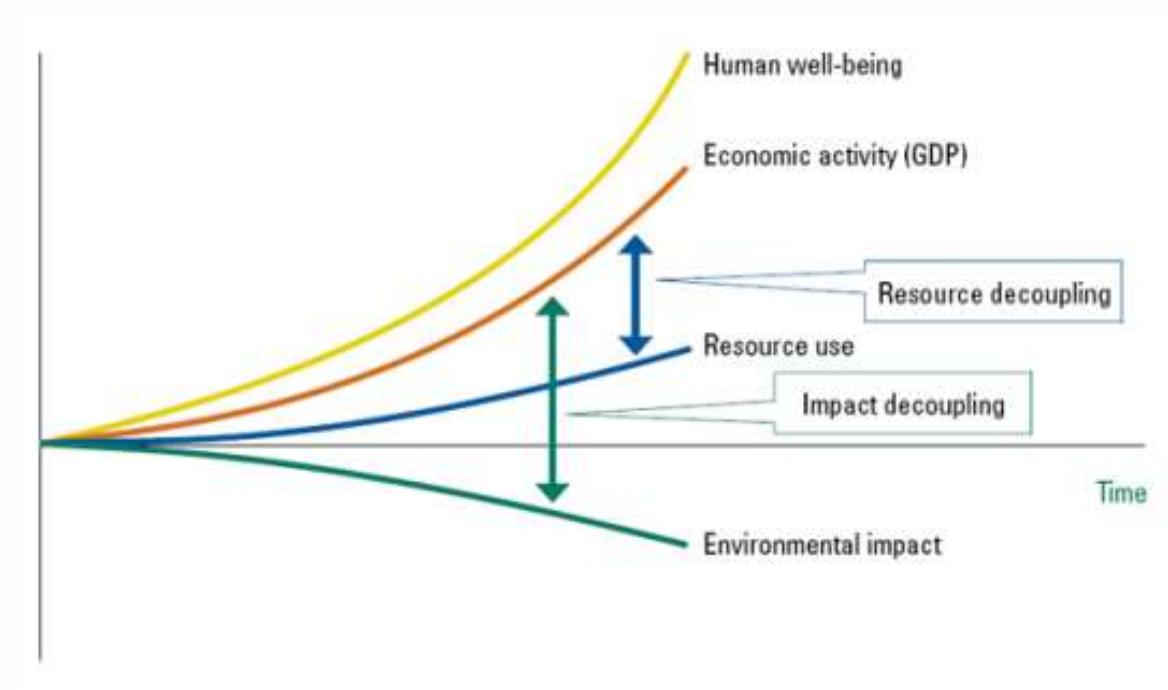 Human well-being
Economic activity (GDP)
Resource decoupling
Resource use
Impact decoupling
Time
Environmental impact